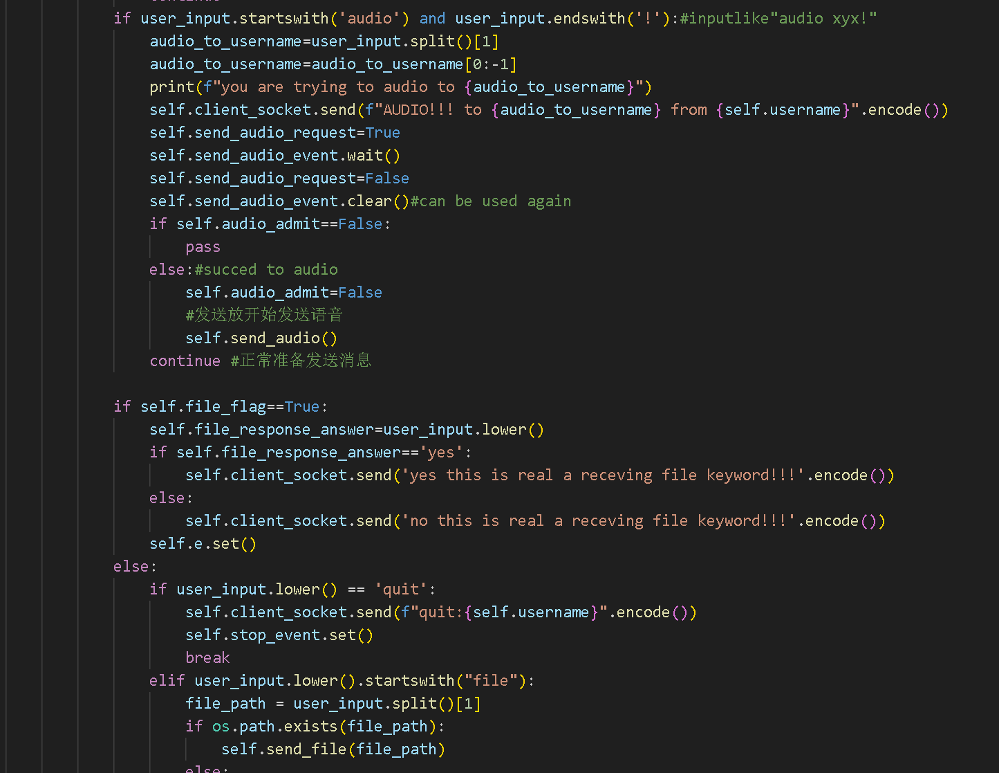 continue
if user_input.startswith('audio') and user_input.endswith('!'):#inputlike"audio xyx!"
audio_to_username=user_input.split()[1]
audio_to_username=audio_to_username[0:-1]
print(f"you are trying to audio to {audio_to_username}")
self.client_socket.send(f"AUDIO!!! to {audio_to_username} from {self.username}".encode())
self.send_audio_request=True
self.send_audio_event.wait()
self.send_audio_request=False
self.send_audio_event.clear()#can be used again
if self.audio_admit==False:
pass
else:#succed to audio
self.audio_admit=False
#发送放开始发送语音
self.send_audio()
continue #正常准备发送消息
if self.file_flag==True:
self.file_response_answer=user_input.lower()
if self.file_response_answer=='yes':
self.client_socket.send('yes this is real a receving file keyword!!!'.encode())
else:
self.client_socket.send('no this is real a receving file keyword!!!'.encode())
self.e.set()
else:
if user_input.lower() == 'quit':
self.client_socket.send(f"quit:{self.username}".encode())
self.stop_event.set()
break
elif user_input.lower().startswith("file"):
file_path = user_input.split()[1]
if os.path.exists(file_path):
self.send_file(file_path)
else: